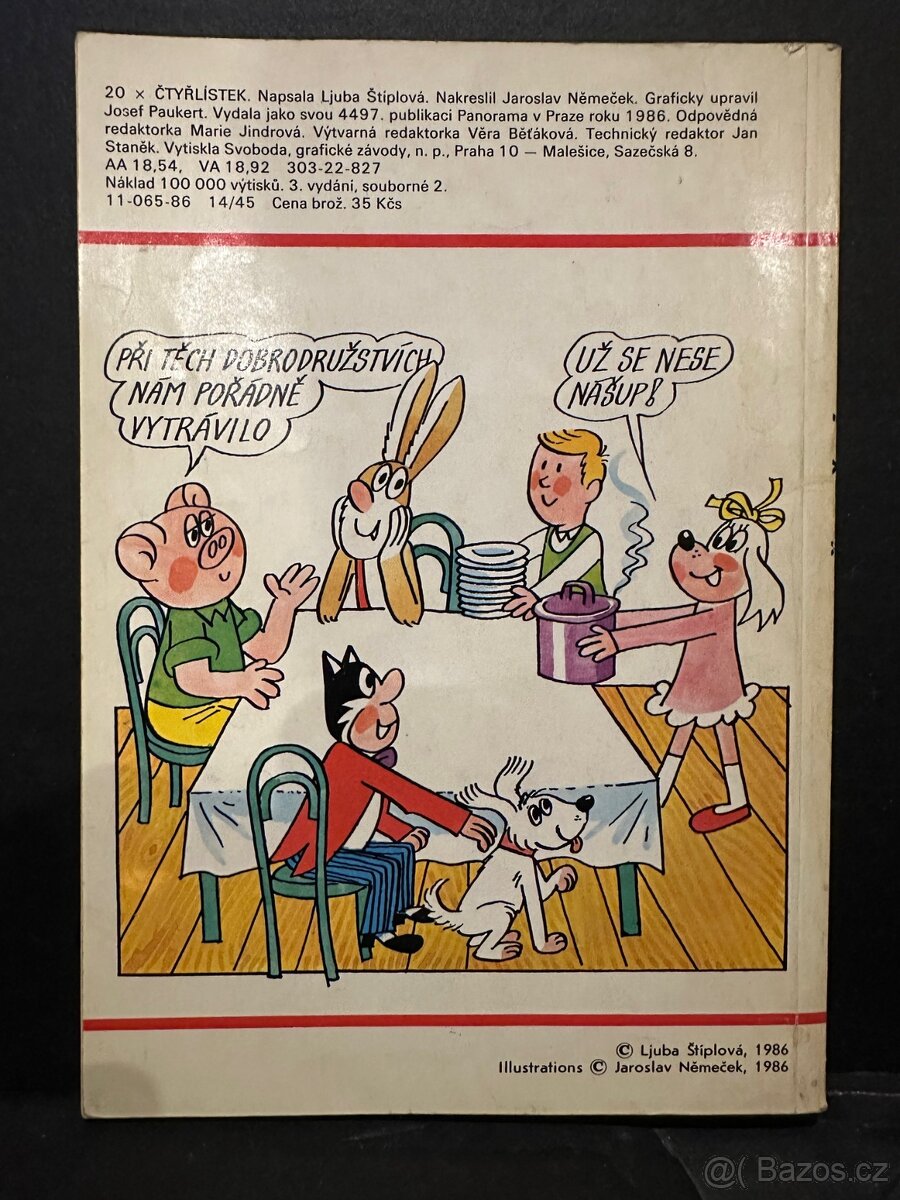 20 × ČTYŘLÍSTEK. Napsala Ljuba Štíplová. Nakreslil Jaroslav Němeček. Graficky upravil
Josef Paukert. Vydala jako svou 4497. publikaci Panorama v Praze roku 1986. Odpovědná
redaktorka Marie Jindrová. Výtvarná redaktorka Věra Běťáková. Technický redaktor Jan
Staněk. Vytiskla Svoboda, grafické závody, n. p., Praha 10 — Malešice, Sazečská 8.
AA 18,54, VA 18,92 303-22-827
Náklad 100 000 výtisků. 3. vydání, souborné 2.
11-065-86 14/45 Cena brož. 35 Kčs
PŘI TĚCH DOBRODRUŽSTVÍCH
NÁM POŘÁDNĚ
VYTRÁVILO
UŽ SE NESE
NÁŠUP!
© Ljuba Štíplová, 1986
Illustrations © Jaroslav Němeček, 1986
@( Bazos.cz